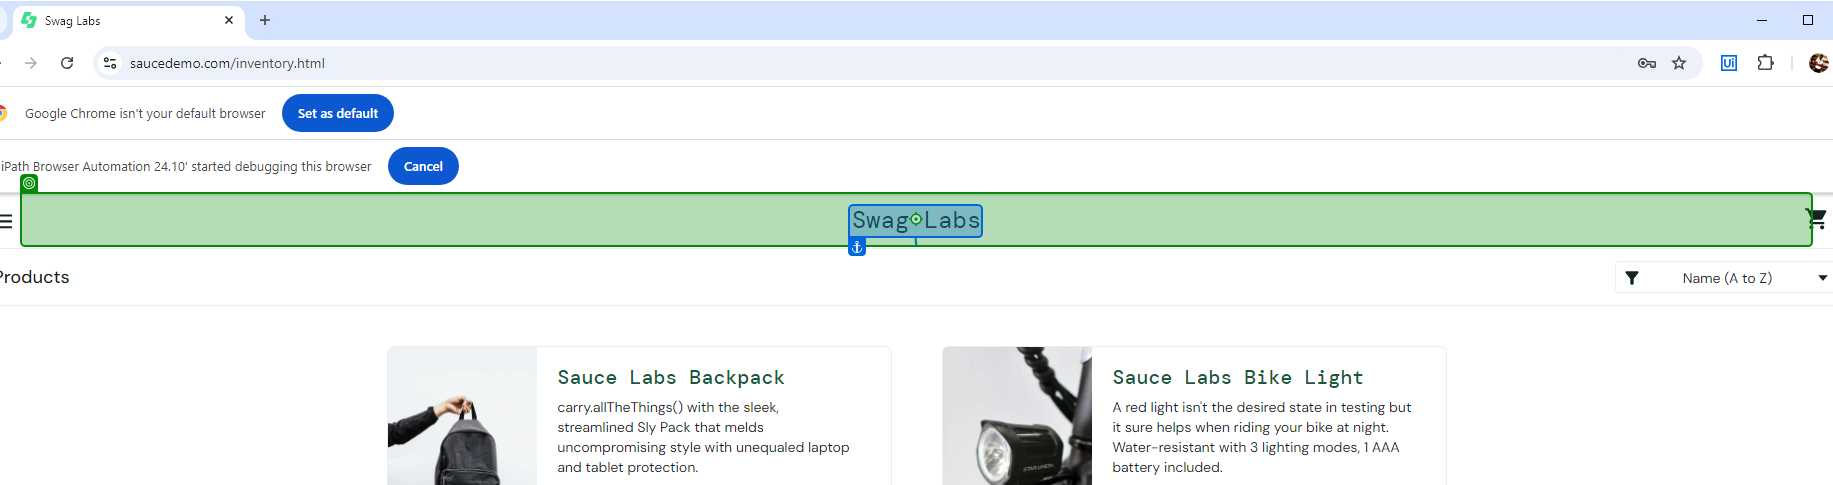 Swag Labs
saucedemo.com/inventory.html
Ui
Google Chrome isn't your default browser
Set as default
iPath Browser Automation 24.10' started debugging this browser
Cancel
Swag Labs
Products
Name (A to Z)
Sauce Labs Backpack
carry.allTheThings() with the sleek,
streamlined Sly Pack that melds
uncompromising style with unequaled laptop
and tablet protection.
Sauce Labs Bike Light
A red light isn't the desired state in testing but
it sure helps when riding your bike at night.
Water-resistant with 3 lighting modes, 1 AAA
battery included.
STAR UNION